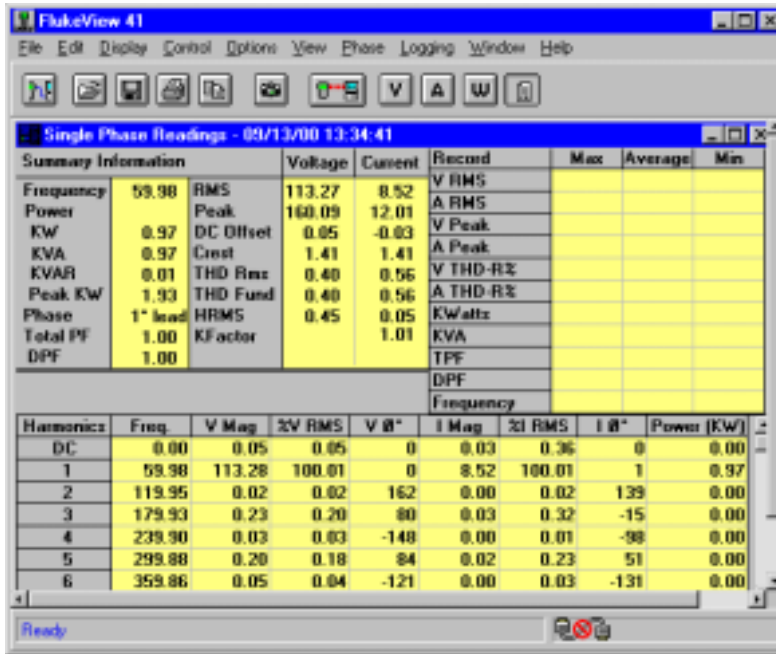 FlukeView 41
File Edit Display Control Options View Phase Logging Window Help
V A W
Single Phase Readings - 09/13/00 13:34:41
Summary Information Voltage Current Record Max Average Min
Frequency 59.98 RMS 113.27 8.52 V RMS
Power Peak 160.09 12.01 A RMS
KW 0.97 DC Offset 0.05 -0.03 V Peak
KVA 0.97 Crest 1.41 1.41 A Peak
KVAR 0.01 THD Rms 0.40 0.56 V THD-R%
Peak KW 1.93 THD Fund 0.40 0.56 A THD-R%
Phase 1° lead HRMS 0.45 0.05 KWatts
Total PF 1.00 KFactor 1.01 KVA
DPF 1.00 TPF
DPF
Frequency
Harmonics Freq. V Mag %V RMS V Ø° I Mag %I RMS I Ø° Power (KW)
DC 0.00 0.05 0.05 0 0.03 0.36 0 0.00
1 59.98 113.28 100.01 0 8.52 100.01 1 0.97
2 119.95 0.02 0.02 162 0.00 0.02 139 0.00
3 179.93 0.23 0.20 80 0.03 0.32 -15 0.00
4 239.90 0.03 0.03 -148 0.00 0.01 -98 0.00
5 299.88 0.20 0.18 84 0.02 0.23 51 0.00
6 359.86 0.05 0.04 -121 0.00 0.03 -131 0.00
Ready